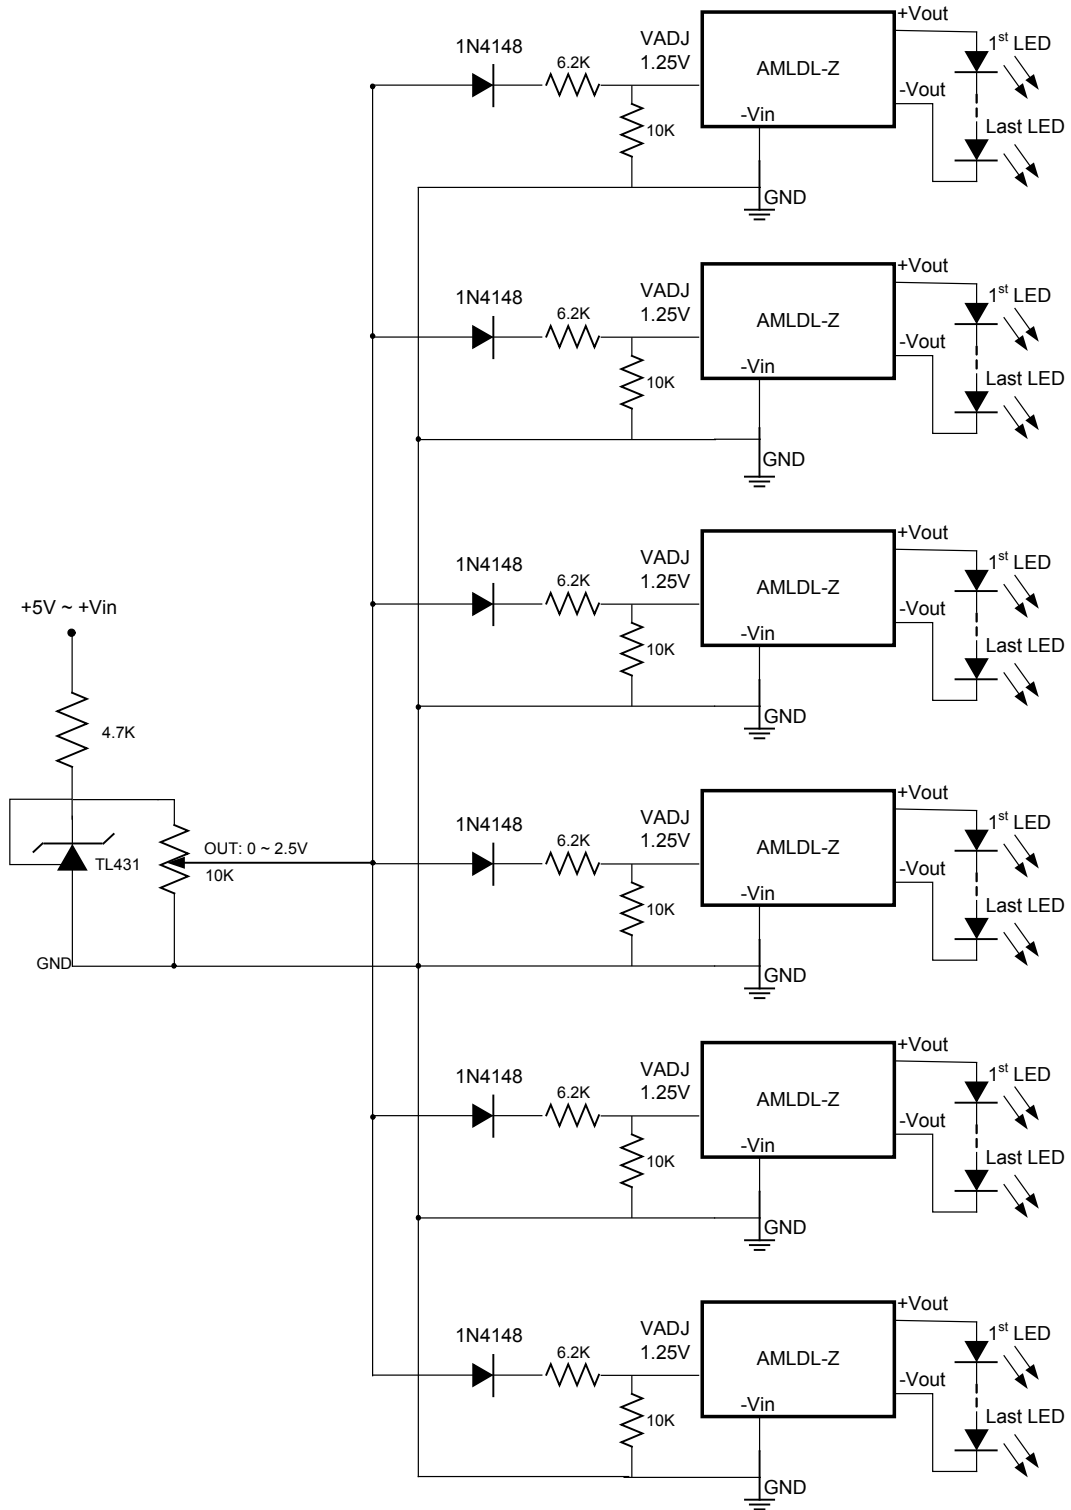 +Vout
1N4148
VADJ
1.25V
6.2K
1st LED
AMLDL-Z
-Vout
-Vin
10K
Last LED
GND
+Vout
1N4148
VADJ
1.25V
6.2K
1st LED
AMLDL-Z
-Vout
-Vin
10K
Last LED
GND
+Vout
1N4148
VADJ
1.25V
6.2K
1st LED
AMLDL-Z
-Vout
-Vin
10K
Last LED
GND
+5V ~ +Vin
4.7K
TL431
OUT: 0 ~ 2.5V
10K
GND
+Vout
1N4148
VADJ
1.25V
6.2K
1st LED
AMLDL-Z
-Vout
-Vin
10K
Last LED
GND
+Vout
1N4148
VADJ
1.25V
6.2K
1st LED
AMLDL-Z
-Vout
-Vin
10K
Last LED
GND
+Vout
1N4148
VADJ
1.25V
6.2K
1st LED
AMLDL-Z
-Vout
-Vin
10K
Last LED
GND